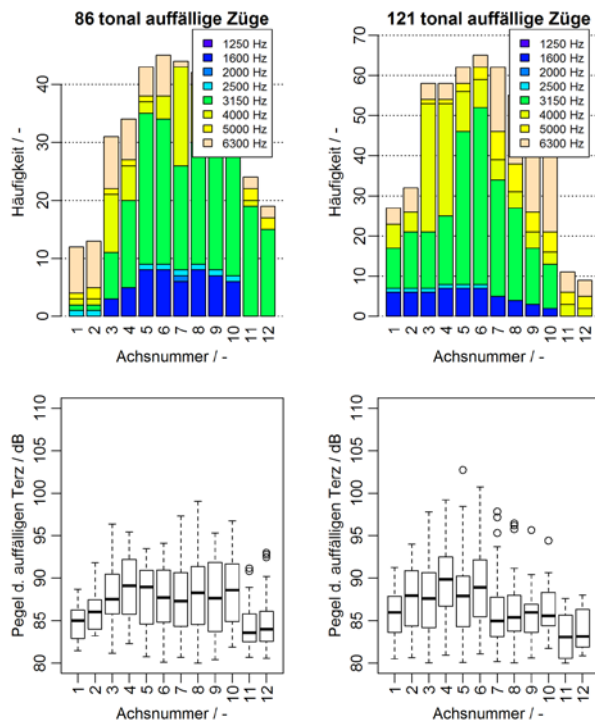 86 tonal auffällige Züge
Häufigkeit / -
0
10
20
30
40
1250 Hz
1600 Hz
2000 Hz
2500 Hz
3150 Hz
4000 Hz
5000 Hz
6300 Hz
1 2 3 4 5 6 7 8 9 10 11 12
Achsnummer / -
121 tonal auffällige Züge
Häufigkeit / -
0
10
20
30
40
50
60
70
1250 Hz
1600 Hz
2000 Hz
2500 Hz
3150 Hz
4000 Hz
5000 Hz
6300 Hz
1 2 3 4 5 6 7 8 9 10 11 12
Achsnummer / -
Pegel d. auffälligen Terz / dB
80
85
90
95
100
105
110
1 2 3 4 5 6 7 8 9 10 11 12
Achsnummer / -
Pegel d. auffälligen Terz / dB
80
85
90
95
100
105
110
1 2 3 4 5 6 7 8 9 10 11 12
Achsnummer / -